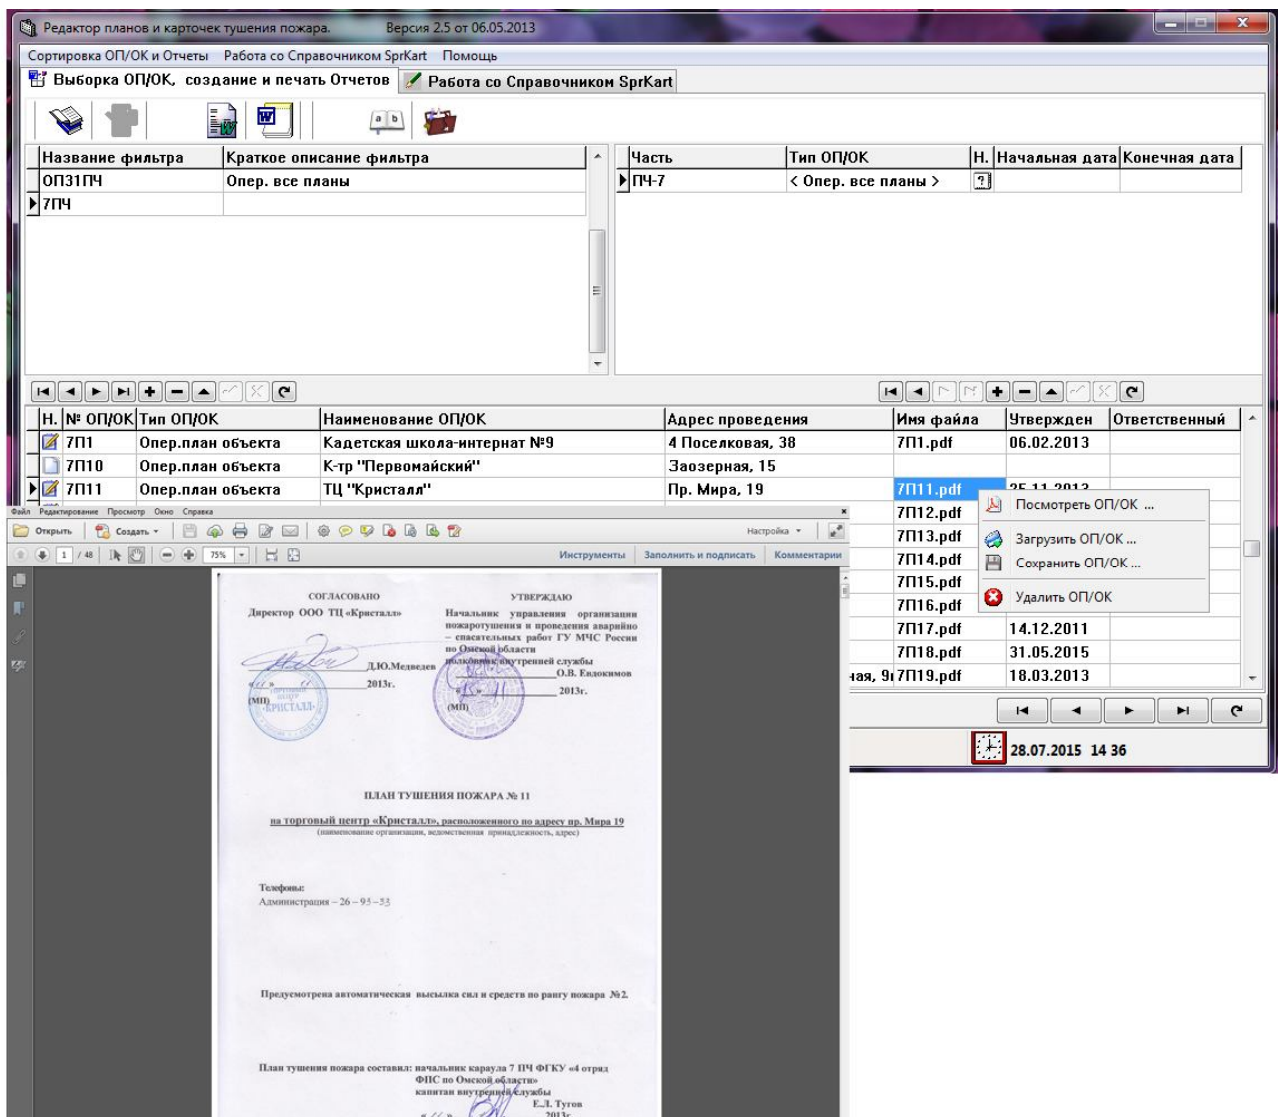 Редактор планов и карточек тушения пожара. Версия 2.5 от 06.05.2013
Сортировка ОП/ОК и Отчеты Работа со Справочником SprKart Помощь
Выборка ОП/ОК, создание и печать Отчетов Работа со Справочником SprKart
Название фильтра Краткое описание фильтра
ОП31ПЧ Опер. все планы
7ПЧ
Часть Тип ОП/ОК Н. Начальная дата Конечная дата
ПЧ-7 < Опер. все планы >
Н. № ОП/ОК Тип ОП/ОК Наименование ОП/ОК Адрес проведения Имя файла Утвержден Ответственный
7П1 Опер.план объекта Кадетская школа-интернат №9 4 Поселковая, 38 7П1.pdf 06.02.2013
7П10 Опер.план объекта К-тр "Первомайский" Заозерная, 15
7П11 Опер.план объекта ТЦ "Кристалл" Пр. Мира, 19 7П11.pdf 25.11.2013
7П12.pdf
7П13.pdf
7П14.pdf
7П15.pdf
7П16.pdf
7П17.pdf 14.12.2011
7П18.pdf 31.05.2015
7П19.pdf 18.03.2013
Посмотреть ОП/ОК ...
Загрузить ОП/ОК ...
Сохранить ОП/ОК ...
Удалить ОП/ОК
28.07.2015 14 36
Файл Редактирование Просмотр Окно Справка
Открыть Создать Настройка
1 / 48 75% Инструменты Заполнить и подписать Комментарии
СОГЛАСОВАНО
Директор ООО ТЦ «Кристалл»
Д.Ю.Медведев
2013г.
(МП)
КРИСТАЛЛ
УТВЕРЖДАЮ
Начальник управления организации
пожаротушения и проведения аварийно
– спасательных работ ГУ МЧС России
по Омской области
полковник внутренней службы
О.В. Евдокимов
2013г.
(МП)
ПЛАН ТУШЕНИЯ ПОЖАРА № 11
на торговый центр «Кристалл», расположенного по адресу пр. Мира 19
(наименование организации, ведомственная принадлежность, адрес)
Телефоны:
Администрация – 26 – 93 – 53
Предусмотрена автоматическая высылка сил и средств по рангу пожара №2.
План тушения пожара составил: начальник караула 7 ПЧ ФГКУ «4 отряд
ФПС по Омской области»
капитан внутренней службы
Е.Л. Тугов
2013г.